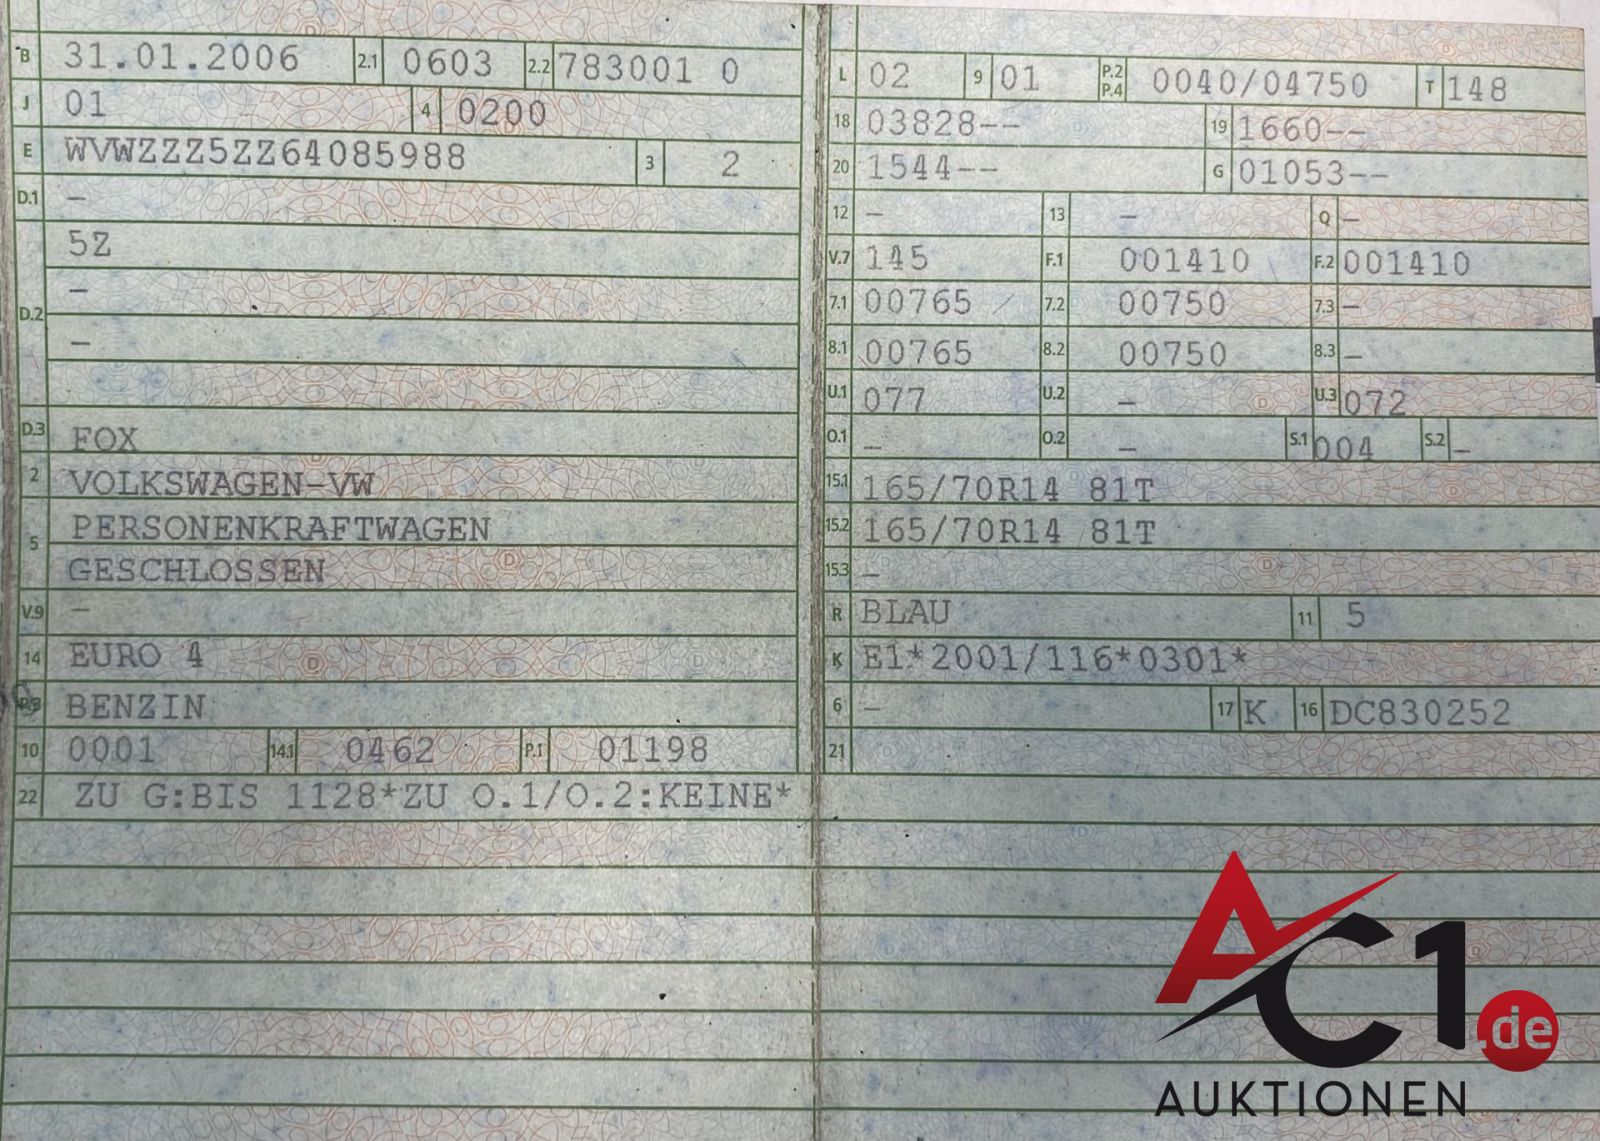 B 31.01.2006 2.1 0603 2.2 783001 0
J 01 4 0200
E WVWZZZ5ZZ64085988 3 2
D.1 –
5Z
–
D.2
–
D.3 FOX
2 VOLKSWAGEN-VW
PERSONENKRAFTWAGEN
5
GESCHLOSSEN
V.9 –
14 EURO 4
P.3 BENZIN
10 0001 14.1 0462 P.1 01198
22 ZU G:BIS 1128*ZU O.1/O.2:KEINE*
L 02 9 01 P.2 P.4 0040/04750 T 148
18 03828-- 19 1660--
20 1544-- G 01053--
12 – 13 – Q –
V.7 145 F.1 001410 F.2 001410
7.1 00765 7.2 00750 7.3 –
8.1 00765 8.2 00750 8.3 –
U.1 077 U.2 – U.3 072
O.1 – O.2 – S.1 004 S.2 –
15.1 165/70R14 81T
15.2 165/70R14 81T
15.3 –
R BLAU 11 5
K E1*2001/116*0301*
6 – 17 K 16 DC830252
21
AC1.de
AUKTIONEN